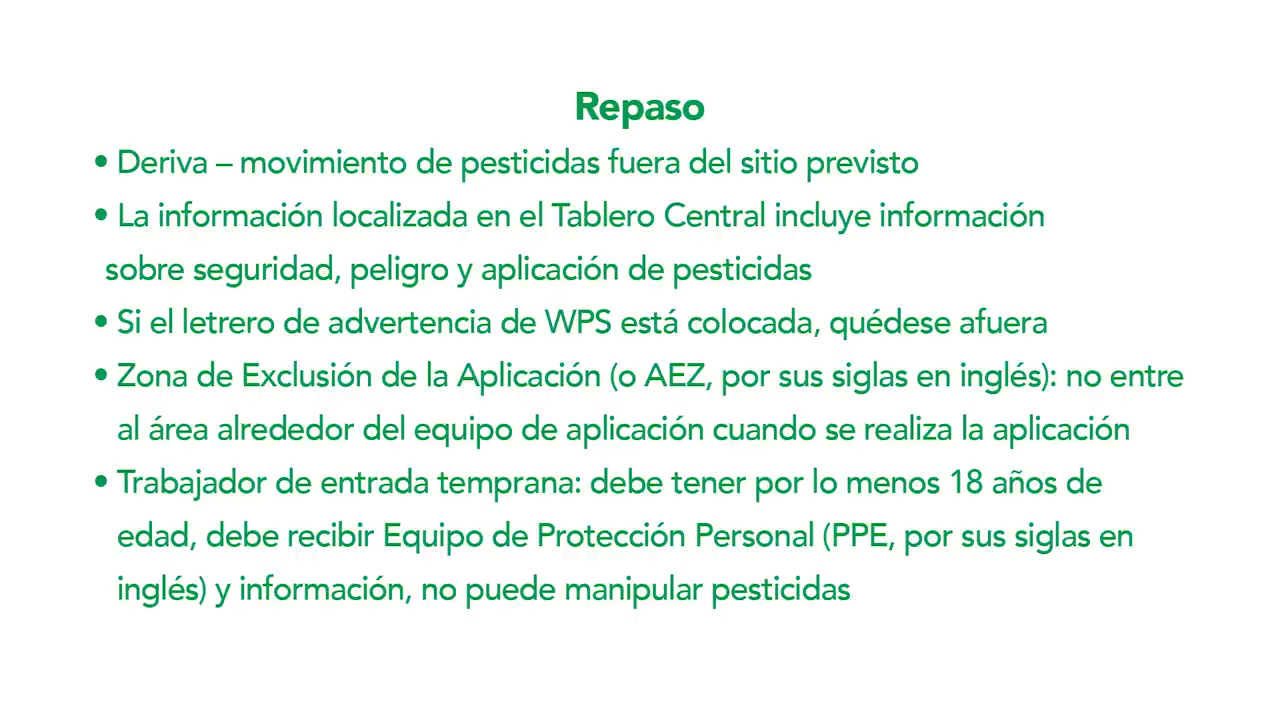 Repaso
• Deriva – movimiento de pesticidas fuera del sitio previsto
• La información localizada en el Tablero Central incluye información
sobre seguridad, peligro y aplicación de pesticidas
• Si el letrero de advertencia de WPS está colocada, quédese afuera
• Zona de Exclusión de la Aplicación (o AEZ, por sus siglas en inglés): no entre
al área alrededor del equipo de aplicación cuando se realiza la aplicación
• Trabajador de entrada temprana: debe tener por lo menos 18 años de
edad, debe recibir Equipo de Protección Personal (PPE, por sus siglas en
inglés) y información, no puede manipular pesticidas